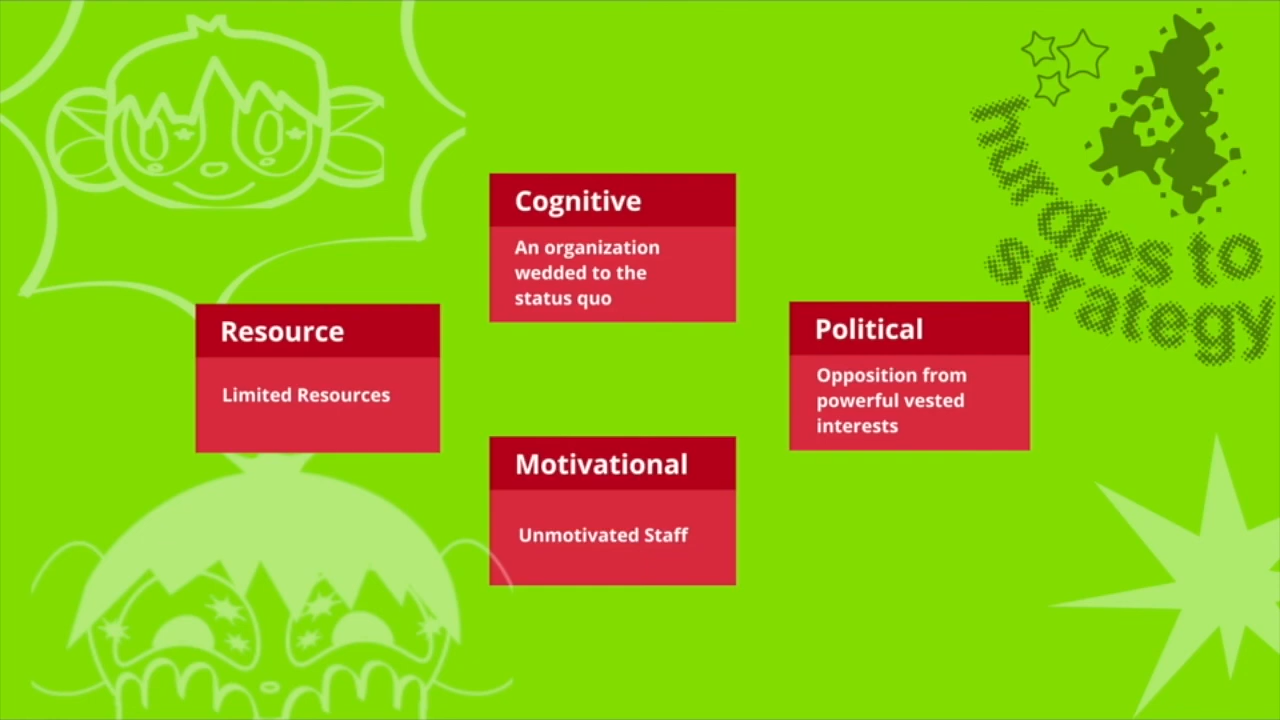 4
hurdles to
strategy
Cognitive
An organization
wedded to the
status quo
Resource
Limited Resources
Political
Opposition from
powerful vested
interests
Motivational
Unmotivated Staff